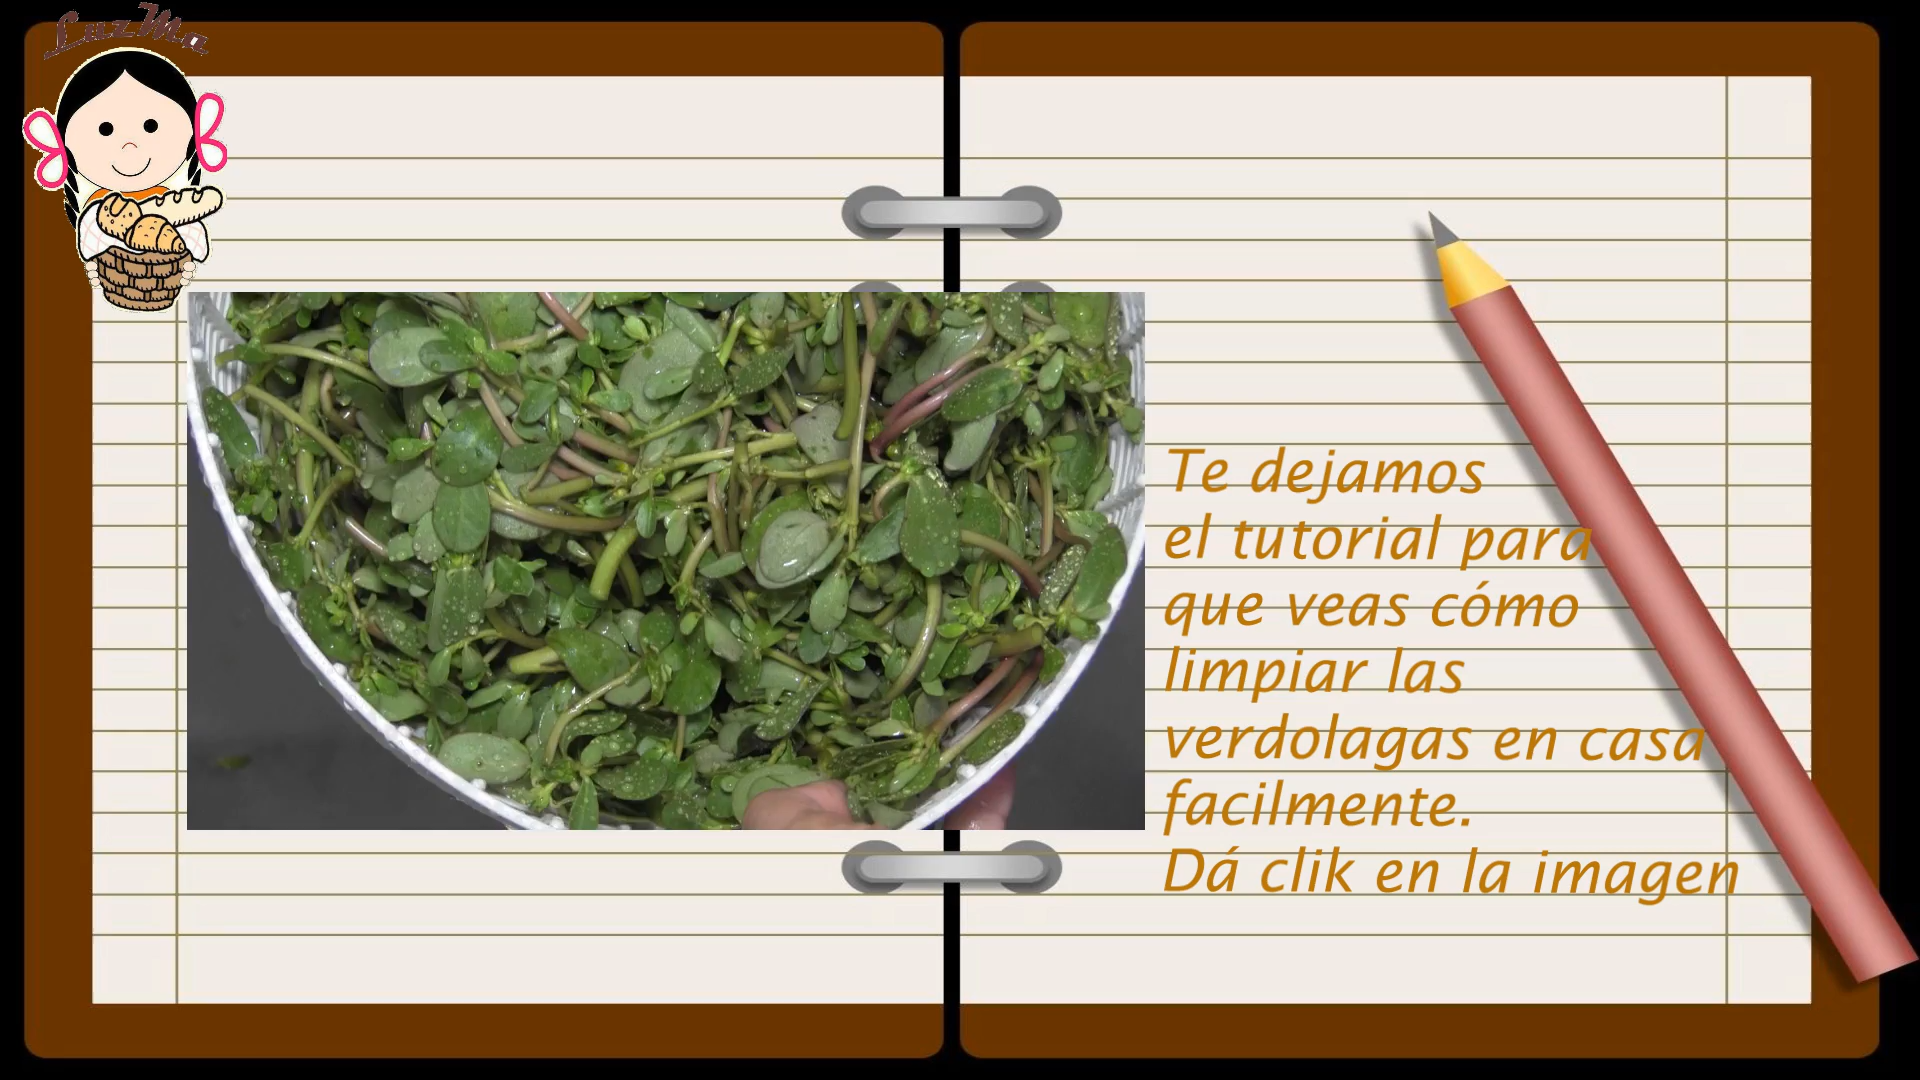 LuzMa
Te dejamos
el tutorial para
que veas cómo
limpiar las
verdolagas en casa
facilmente.
Dá clik en la imagen